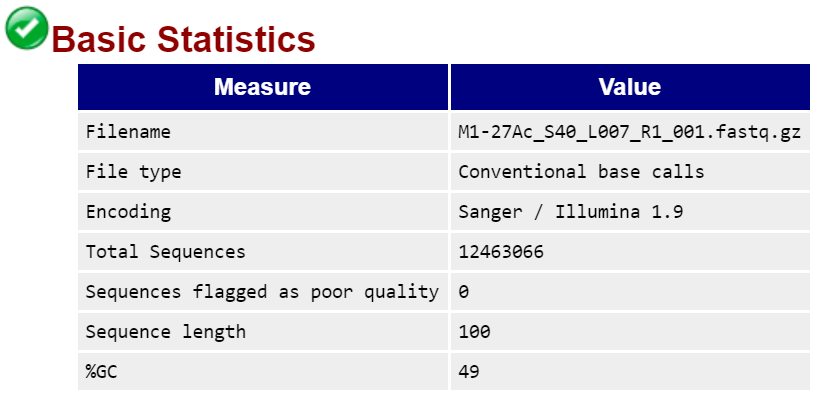 Basic Statistics
Measure Value
Filename M1-27Ac_S40_L007_R1_001.fastq.gz
File type Conventional base calls
Encoding Sanger / Illumina 1.9
Total Sequences 12463066
Sequences flagged as poor quality 0
Sequence length 100
%GC 49